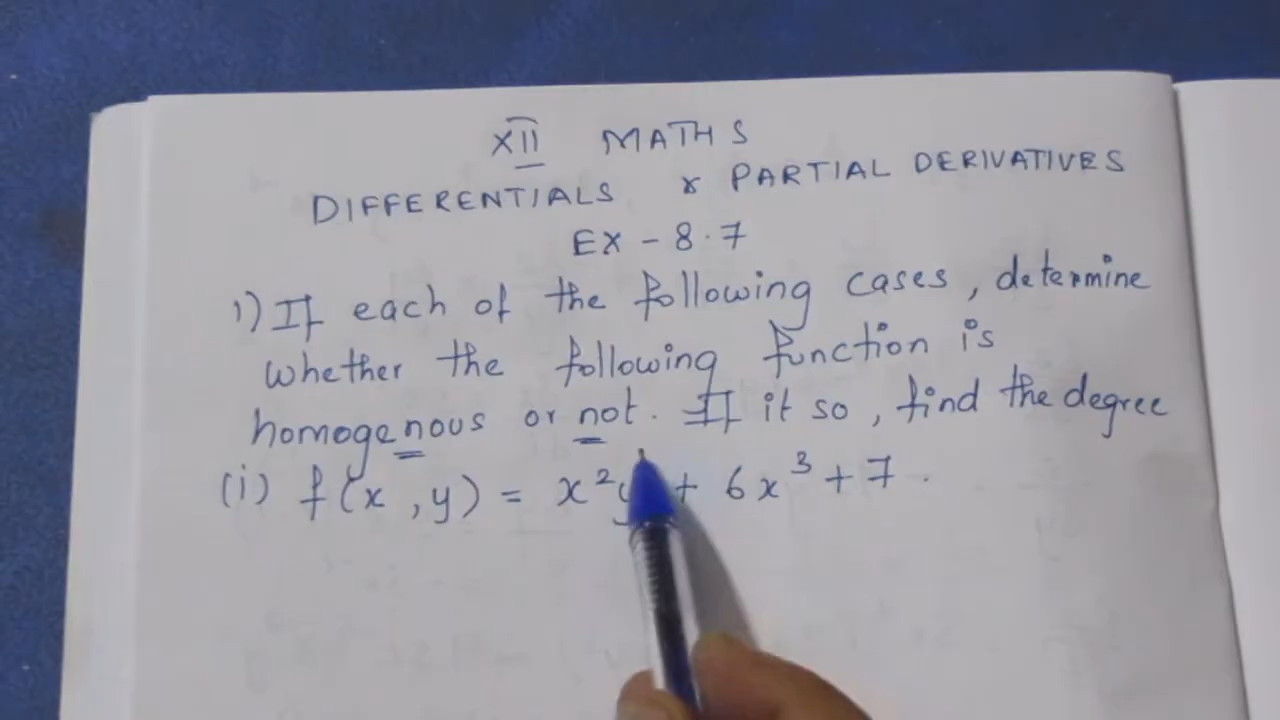 XII MATHS
DIFFERENTIALS & PARTIAL DERIVATIVES
EX - 8.7
1) If each of the following cases, determine
whether the following function is
homogenous or not. If it so, find the degree
(i) f(x, y) = x²y + 6x³ + 7.